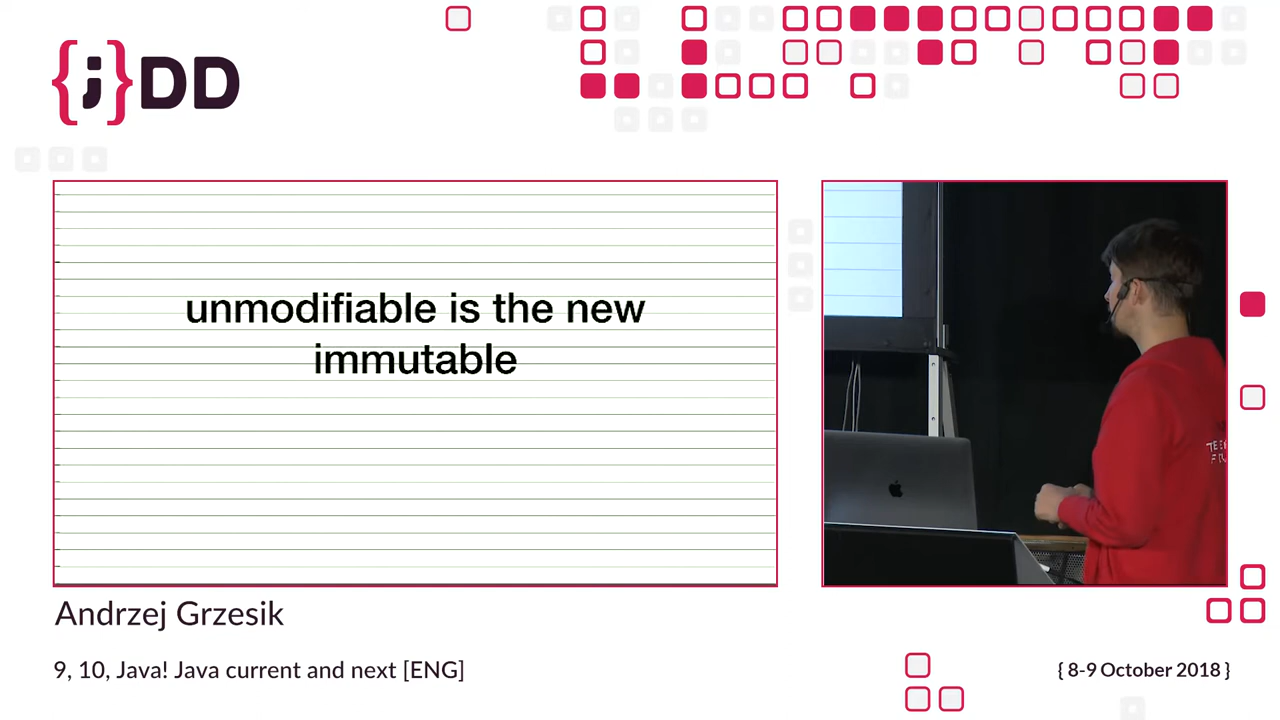 {j}DD
unmodifiable is the new
immutable
Andrzej Grzesik
9, 10, Java! Java current and next [ENG]
{ 8-9 October 2018 }